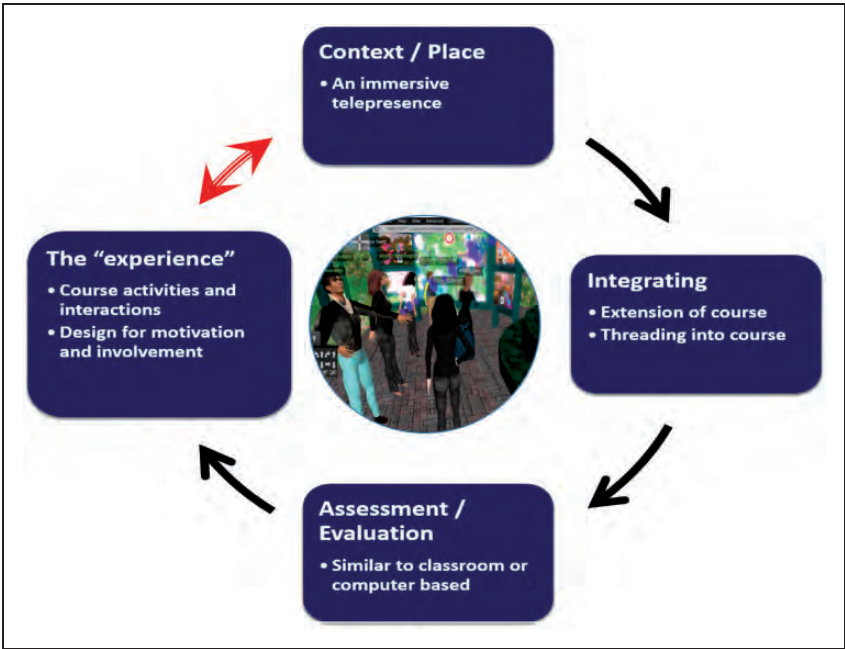 Context / Place
• An immersive
telepresence
The “experience”
• Course activities and
interactions
• Design for motivation
and involvement
Integrating
• Extension of course
• Threading into course
Assessment /
Evaluation
• Similar to classroom or
computer based